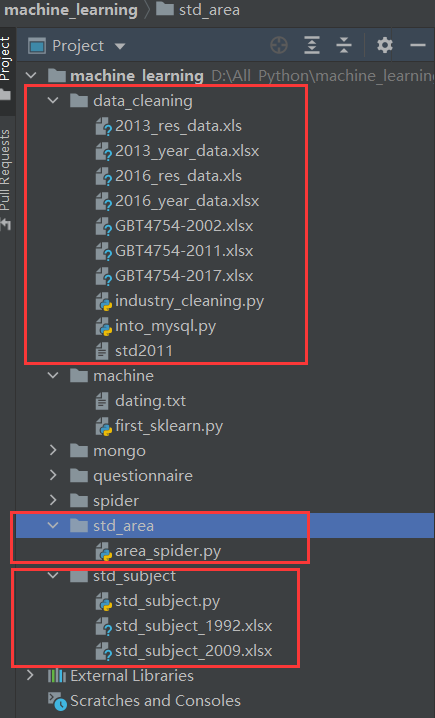 machine_learning
std_area
Project
Project
Pull Requests
machine_learning D:\All_Python\machine_learnin
data_cleaning
2013_res_data.xls
2013_year_data.xlsx
2016_res_data.xls
2016_year_data.xlsx
GBT4754-2002.xlsx
GBT4754-2011.xlsx
GBT4754-2017.xlsx
industry_cleaning.py
into_mysql.py
std2011
machine
dating.txt
first_sklearn.py
mongo
questionnaire
spider
std_area
area_spider.py
std_subject
std_subject.py
std_subject_1992.xlsx
std_subject_2009.xlsx
External Libraries
Scratches and Consoles